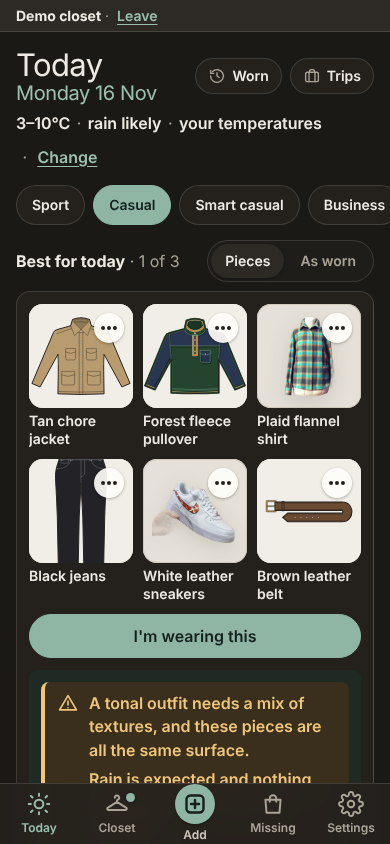 Demo closet · Leave
Today
Monday 16 Nov
Worn
Trips
3–10°C · rain likely · your temperatures
· Change
Sport
Casual
Smart casual
Business
Best for today · 1 of 3
Pieces
As worn
Tan chore
jacket
Forest fleece
pullover
Plaid flannel
shirt
Black jeans
White leather
sneakers
Brown leather
belt
I'm wearing this
A tonal outfit needs a mix of
textures, and these pieces are
all the same surface.
Rain is expected and nothing
Today
Closet
Add
Missing
Settings